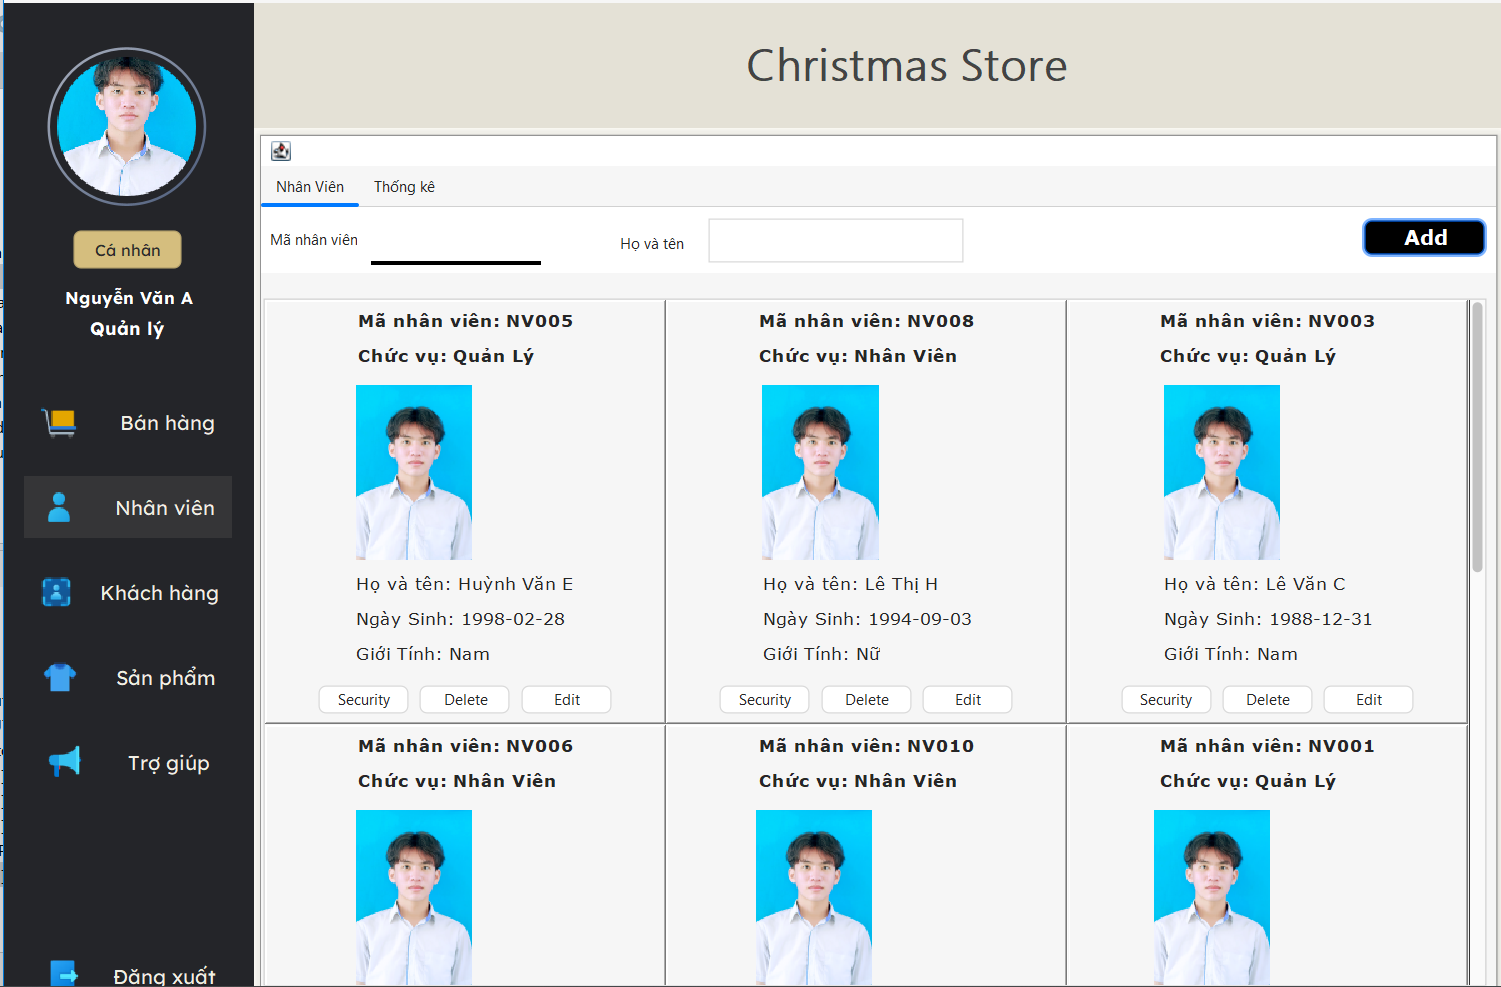 Christmas Store
Cá nhân
Nguyễn Văn A
Quản lý
Bán hàng
Nhân viên
Khách hàng
Sản phẩm
Trợ giúp
Đăng xuất
Nhân Viên
Thống kê
Mã nhân viên
Họ và tên
Add
Mã nhân viên: NV005
Chức vụ: Quản Lý
Họ và tên: Huỳnh Văn E
Ngày Sinh: 1998-02-28
Giới Tính: Nam
Security Delete Edit
Mã nhân viên: NV008
Chức vụ: Nhân Viên
Họ và tên: Lê Thị H
Ngày Sinh: 1994-09-03
Giới Tính: Nữ
Security Delete Edit
Mã nhân viên: NV003
Chức vụ: Quản Lý
Họ và tên: Lê Văn C
Ngày Sinh: 1988-12-31
Giới Tính: Nam
Security Delete Edit
Mã nhân viên: NV006
Chức vụ: Nhân Viên
Mã nhân viên: NV010
Chức vụ: Nhân Viên
Mã nhân viên: NV001
Chức vụ: Quản Lý